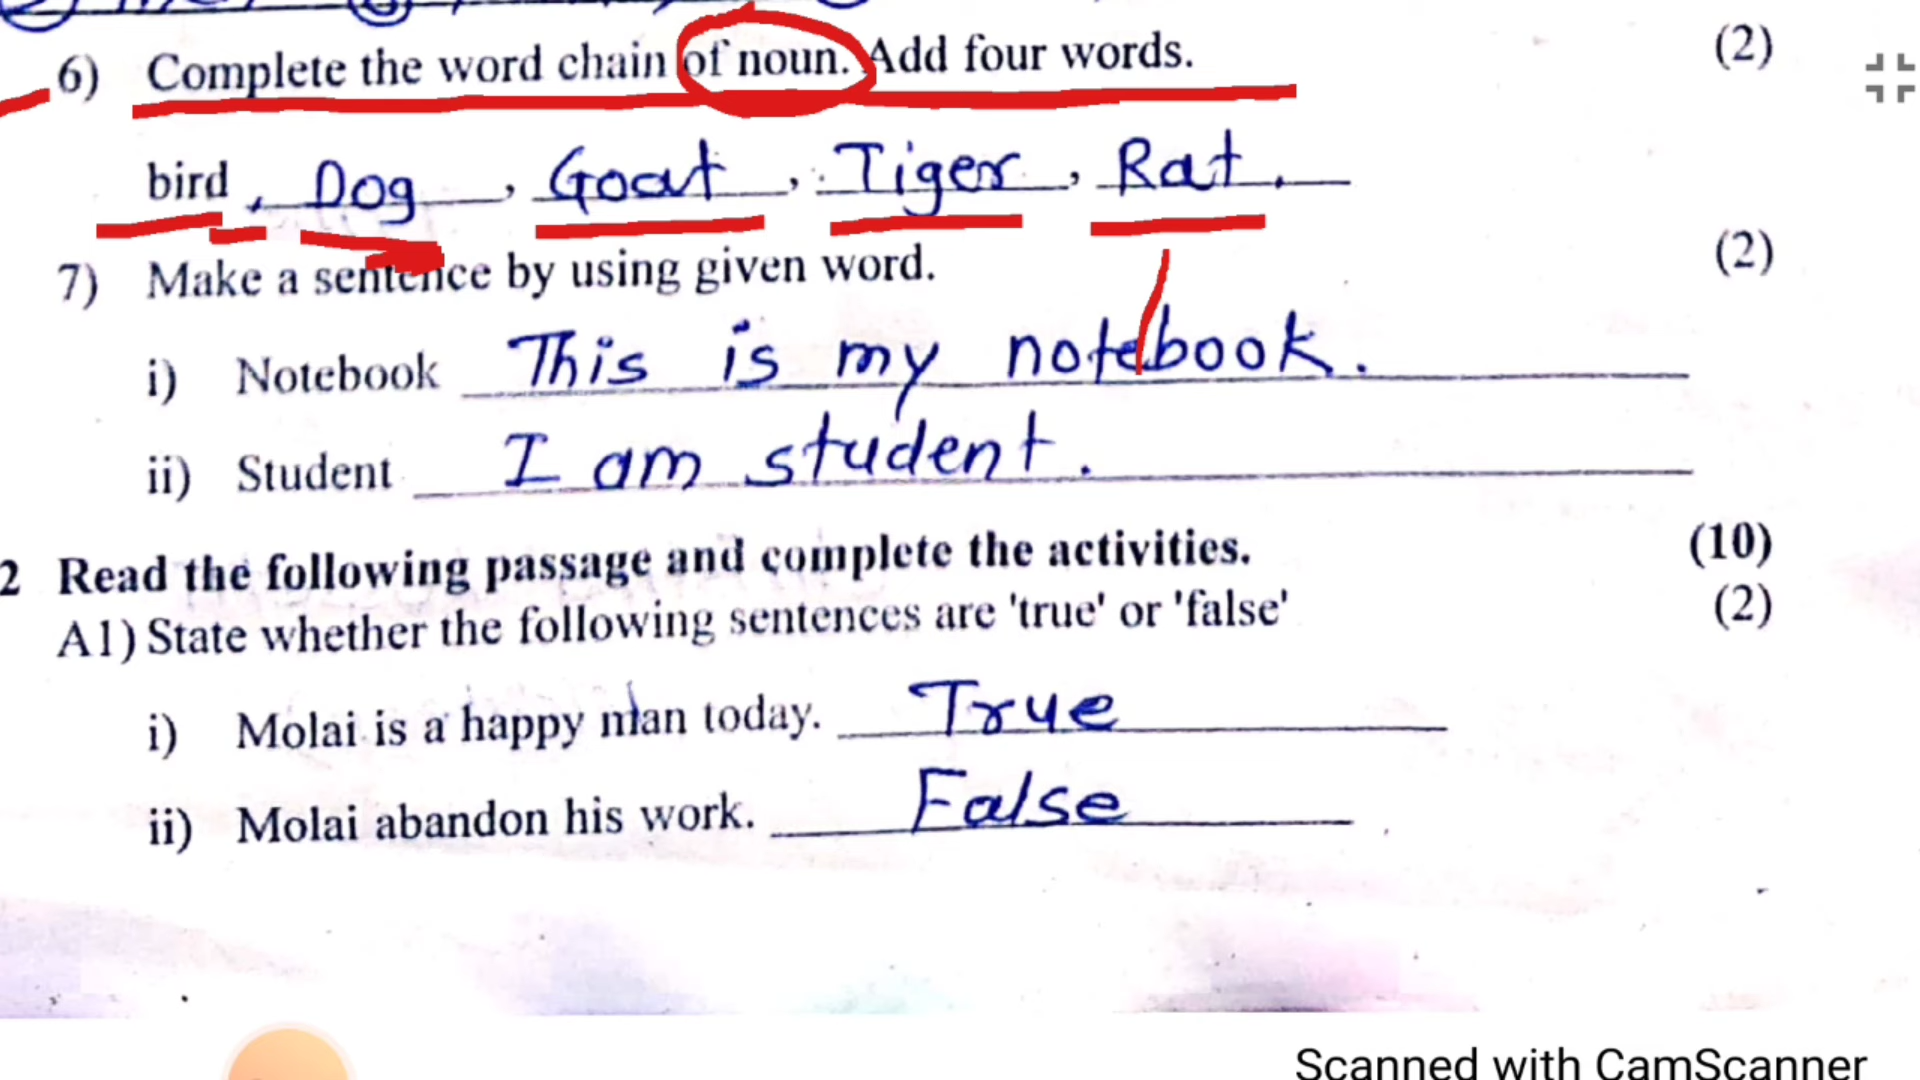 6) Complete the word chain of noun. Add four words. (2)
bird , Dog , Goat , Tiger , Rat .
7) Make a sentence by using given word. (2)
i) Notebook This is my notebook.
ii) Student I am student.
2 Read the following passage and complete the activities. (10)
A1) State whether the following sentences are 'true' or 'false' (2)
i) Molai is a happy man today. True
ii) Molai abandon his work. False
Scanned with CamScanner